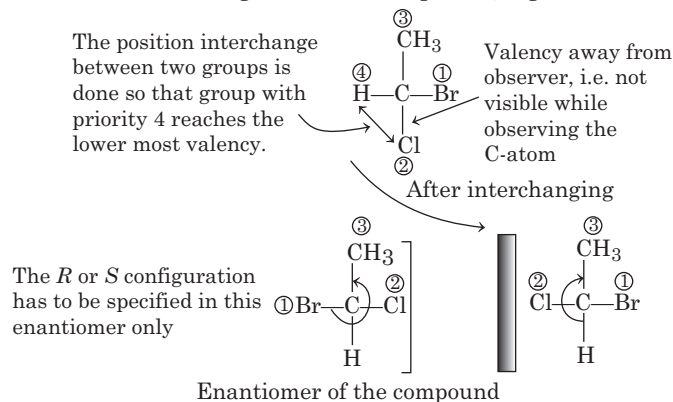 ③
The position interchange
between two groups is
done so that group with
priority 4 reaches the
lower most valency.
CH3
④ ①
H—C—Br
Cl
②
Valency away from
observer, i.e. not
visible while
observing the
C-atom
After interchanging
③
CH3
②
①Br—C—Cl
H
The R or S configuration
has to be specified in this
enantiomer only
③
CH3
② ①
Cl—C—Br
H
Enantiomer of the compound